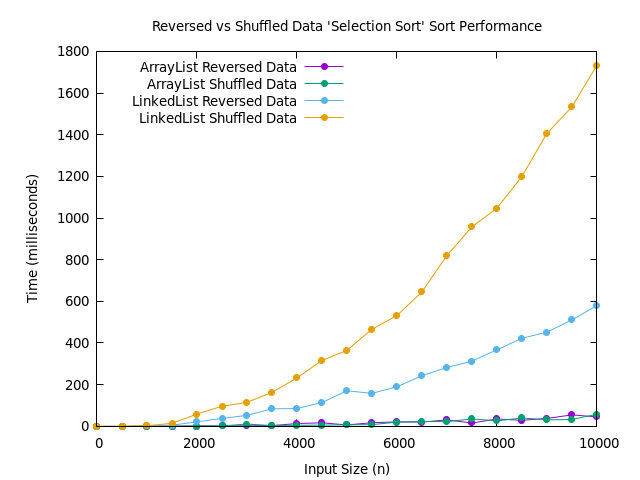 Reversed vs Shuffled Data 'Selection Sort' Sort Performance
1800
1600
1400
1200
1000
800
600
400
200
0
Time (milliseconds)
ArrayList Reversed Data
ArrayList Shuffled Data
LinkedList Reversed Data
LinkedList Shuffled Data
0 2000 4000 6000 8000 10000
Input Size (n)